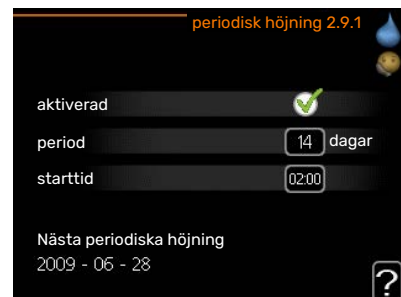 periodisk höjning 2.9.1
aktiverad
period 14 dagar
starttid 02:00
Nästa periodiska höjning
2009 - 06 - 28
?